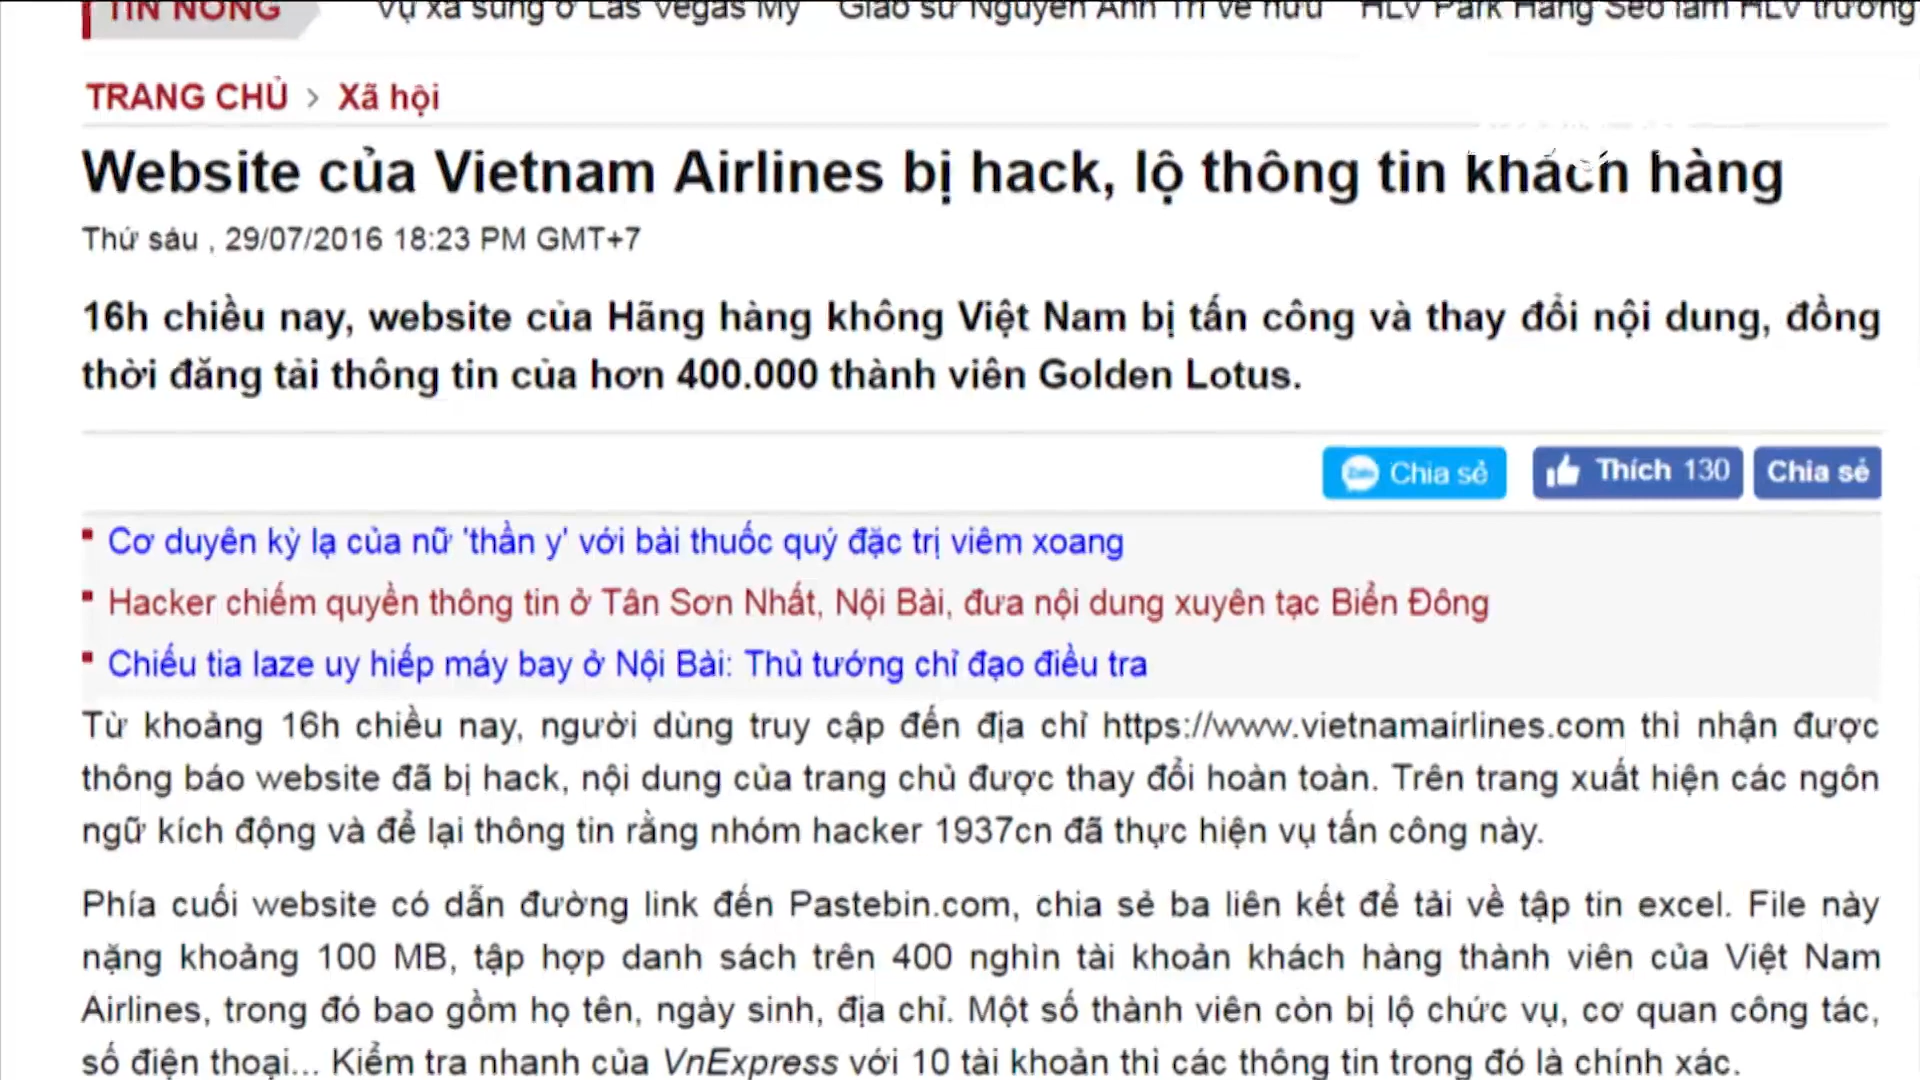 TIN NÓNG Vụ xả súng ở Las Vegas Mỹ Giáo sư Nguyễn Anh Trí về hưu HLV Park Hang Seo làm HLV trưởng
TRANG CHỦ > Xã hội
Website của Vietnam Airlines bị hack, lộ thông tin khách hàng
Thứ sáu , 29/07/2016 18:23 PM GMT+7
16h chiều nay, website của Hãng hàng không Việt Nam bị tấn công và thay đổi nội dung, đồng
thời đăng tải thông tin của hơn 400.000 thành viên Golden Lotus.
Zalo Chia sẻ Thích 130 Chia sẻ
Cơ duyên kỳ lạ của nữ 'thần y' với bài thuốc quý đặc trị viêm xoang
Hacker chiếm quyền thông tin ở Tân Sơn Nhất, Nội Bài, đưa nội dung xuyên tạc Biển Đông
Chiếu tia laze uy hiếp máy bay ở Nội Bài: Thủ tướng chỉ đạo điều tra
Từ khoảng 16h chiều nay, người dùng truy cập đến địa chỉ https://www.vietnamairlines.com thì nhận được
thông báo website đã bị hack, nội dung của trang chủ được thay đổi hoàn toàn. Trên trang xuất hiện các ngôn
ngữ kích động và để lại thông tin rằng nhóm hacker 1937cn đã thực hiện vụ tấn công này.
Phía cuối website có dẫn đường link đến Pastebin.com, chia sẻ ba liên kết để tải về tập tin excel. File này
nặng khoảng 100 MB, tập hợp danh sách trên 400 nghìn tài khoản khách hàng thành viên của Việt Nam
Airlines, trong đó bao gồm họ tên, ngày sinh, địa chỉ. Một số thành viên còn bị lộ chức vụ, cơ quan công tác,
số điện thoại... Kiểm tra nhanh của VnExpress với 10 tài khoản thì các thông tin trong đó là chính xác.